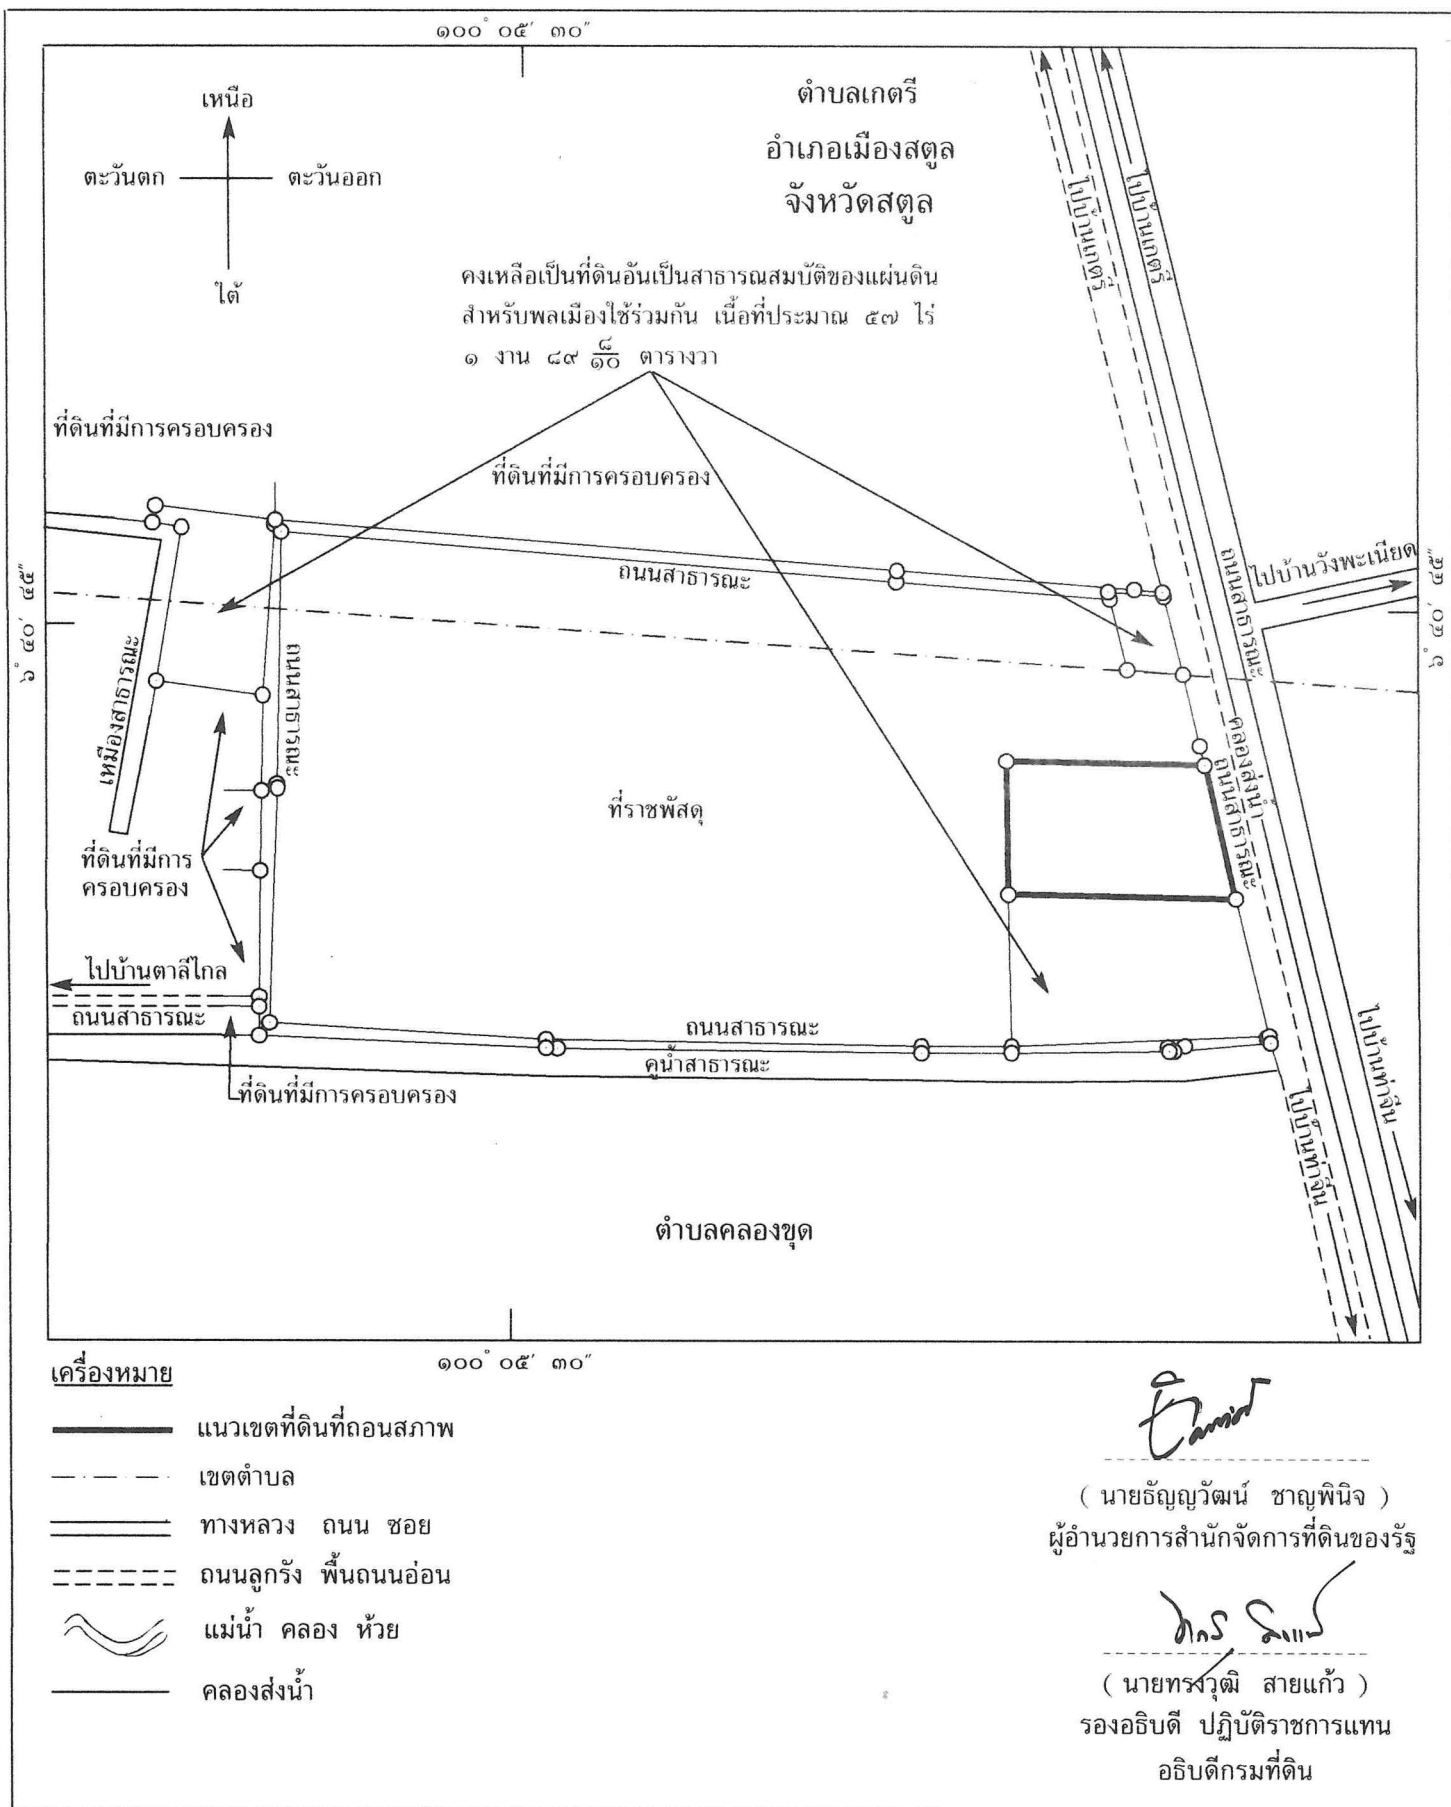 ๑๐๐° ๐๕′ ๓๐″
เหนือ
ตะวันตก
ตะวันออก
ใต้
ตำบลเกตรี
อำเภอเมืองสตูล
จังหวัดสตูล
คงเหลือเป็นที่ดินอันเป็นสาธารณสมบัติของแผ่นดิน
สำหรับพลเมืองใช้ร่วมกัน เนื้อที่ประมาณ ๕๗ ไร่
๑ งาน ๘๙ ๘/๑๐ ตารางวา
ไปบ้านเกตรี
ไปบ้านเกตรี
ที่ดินที่มีการครอบครอง
ที่ดินที่มีการครอบครอง
ถนนสาธารณะ
ถนนสาธารณะ
ไปบ้านวังพะเนียด
๖° ๔๐′ ๔๕″
๖° ๔๐′ ๔๕″
เหมืองสาธารณะ
ถนนสาธารณะ
ที่ราชพัสดุ
คลองส่งน้ำ
ถนนสาธารณะ
ที่ดินที่มีการ
ครอบครอง
ไปบ้านตาลีไกล
ถนนสาธารณะ
ถนนสาธารณะ
คูน้ำสาธารณะ
ที่ดินที่มีการครอบครอง
ไปบ้านท่าจีน
ไปบ้านท่าจีน
ตำบลคลองขุด
๑๐๐° ๐๕′ ๓๐″
เครื่องหมาย
แนวเขตที่ดินที่ถอนสภาพ
เขตตำบล
ทางหลวง ถนน ซอย
ถนนลูกรัง พื้นถนนอ่อน
แม่น้ำ คลอง ห้วย
คลองส่งน้ำ
( นายธัญญวัฒน์ ชาญพินิจ )
ผู้อำนวยการสำนักจัดการที่ดินของรัฐ
( นายทรงวุฒิ สายแก้ว )
รองอธิบดี ปฏิบัติราชการแทน
อธิบดีกรมที่ดิน